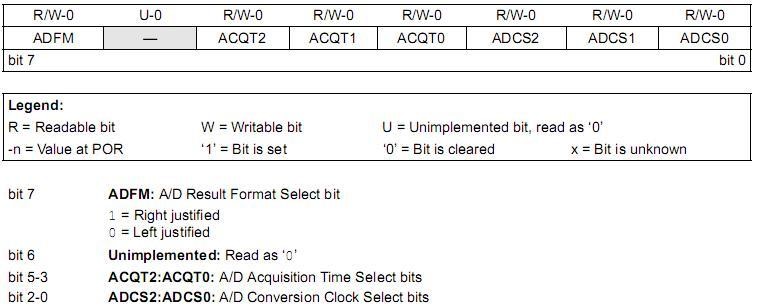 R/W-0 U-0 R/W-0 R/W-0 R/W-0 R/W-0 R/W-0 R/W-0
ADFM — ACQT2 ACQT1 ACQT0 ADCS2 ADCS1 ADCS0
bit 7 bit 0
Legend:
R = Readable bit W = Writable bit U = Unimplemented bit, read as ‘0’
-n = Value at POR ‘1’ = Bit is set ‘0’ = Bit is cleared x = Bit is unknown
bit 7 ADFM: A/D Result Format Select bit
1 = Right justified
0 = Left justified
bit 6 Unimplemented: Read as ‘0’
bit 5-3 ACQT2:ACQT0: A/D Acquisition Time Select bits
bit 2-0 ADCS2:ADCS0: A/D Conversion Clock Select bits